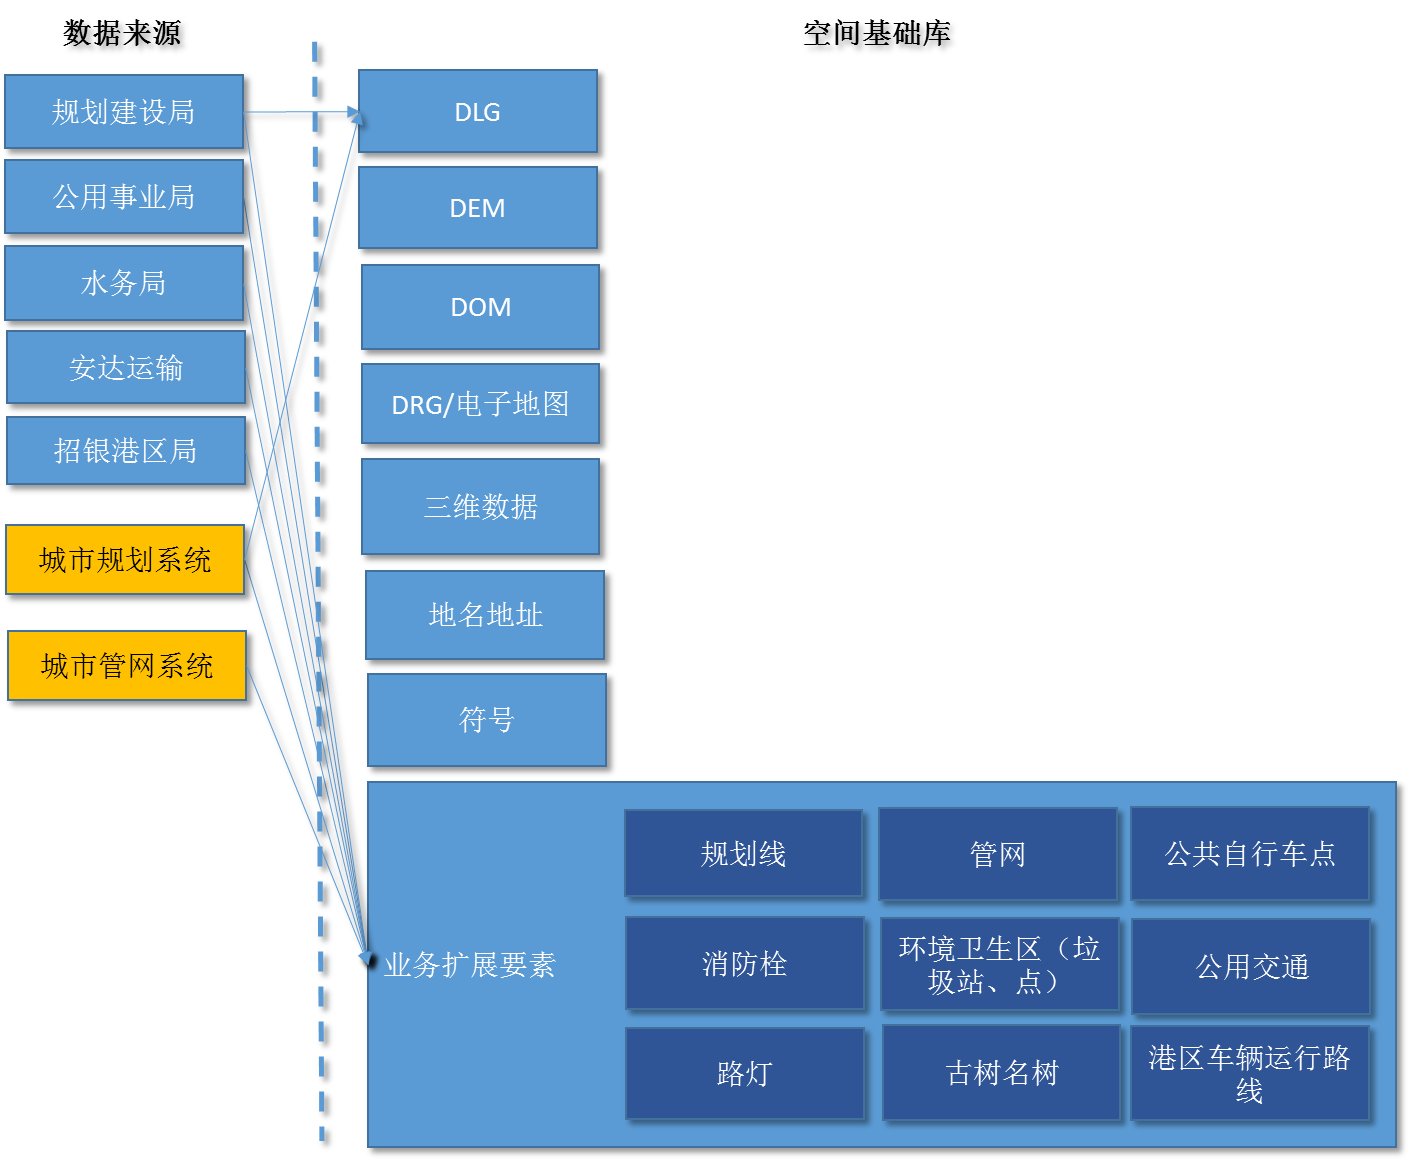 数据来源
空间基础库
规划建设局
公用事业局
水务局
安达运输
招银港区局
城市规划系统
城市管网系统
DLG
DEM
DOM
DRG/电子地图
三维数据
地名地址
符号
业务扩展要素
规划线
管网
公共自行车点
消防栓
环境卫生区（垃
圾站、点）
公用交通
路灯
古树名树
港区车辆运行路
线